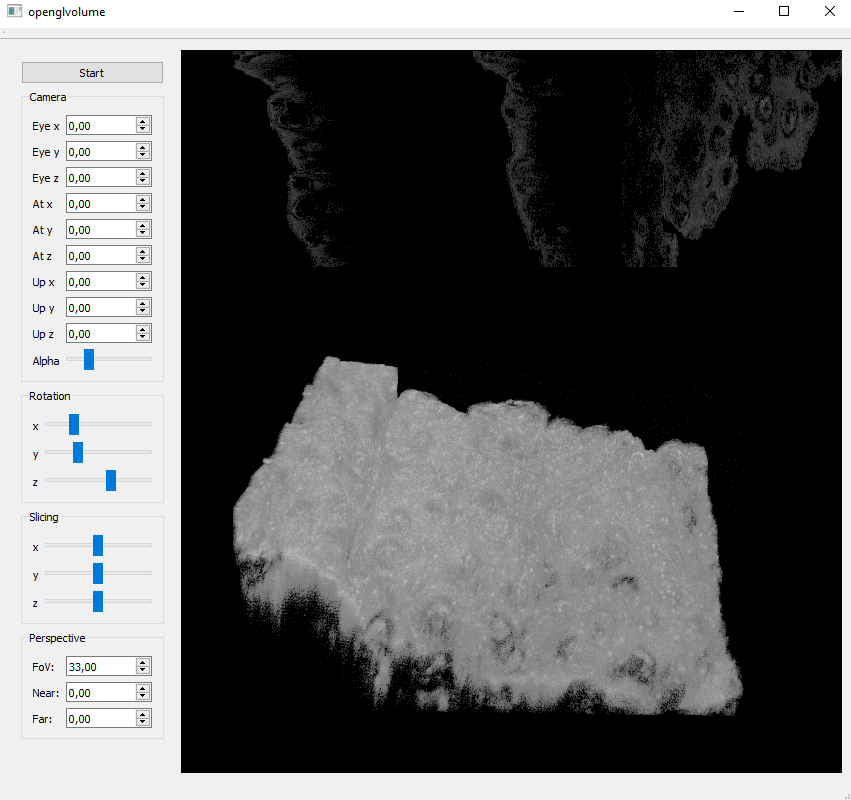 openglvolume
Start
Camera
Eye x 0,00
Eye y 0,00
Eye z 0,00
At x 0,00
At y 0,00
At z 0,00
Up x 0,00
Up y 0,00
Up z 0,00
Alpha
Rotation
x
y
z
Slicing
x
y
z
Perspective
FoV: 33,00
Near: 0,00
Far: 0,00